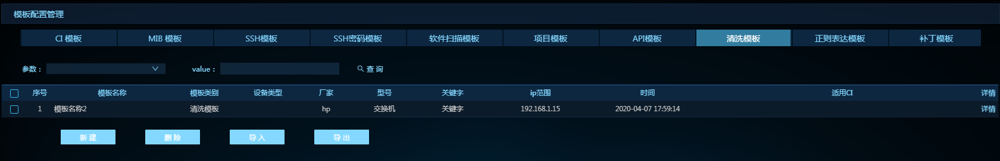 模板配置管理
CI 模板 MIB 模板 SSH模板 SSH密码模板 软件扫描模板 项目模板 API模板 清洗模板 正则表达模板 补丁模板
参数： value： 查 询
序号 模板名称 模板类别 设备类型 厂家 型号 关键字 ip范围 时间 适用CI 详情
1 模板名称2 清洗模板 hp 交换机 关键字 192.168.1.15 2020-04-07 17:59:14 详情
新 建 删 除 导 入 导 出